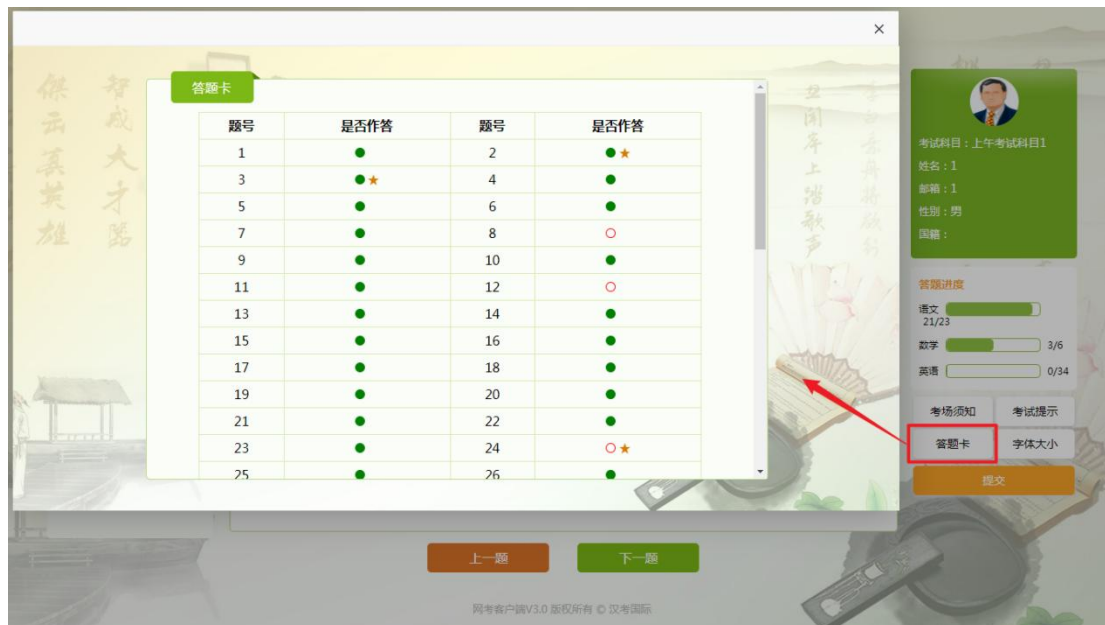 ×
答题卡
题号 是否作答 题号 是否作答
1 ● 2 ●★
3 ●★ 4 ●
5 ● 6 ●
7 ● 8 ○
9 ● 10 ●
11 ● 12 ○
13 ● 14 ●
15 ● 16 ●
17 ● 18 ●
19 ● 20 ●
21 ● 22 ●
23 ● 24 ○★
25 ● 26 ●
考试科目：上午考试科目1
姓名：1
邮箱：1
性别：男
国籍：
答题进度
语文
21/23
数学 3/6
英语 0/34
考场须知 考试提示
答题卡 字体大小
提交
上一题 下一题
网考客户端V3.0 版权所有 © 汉考国际